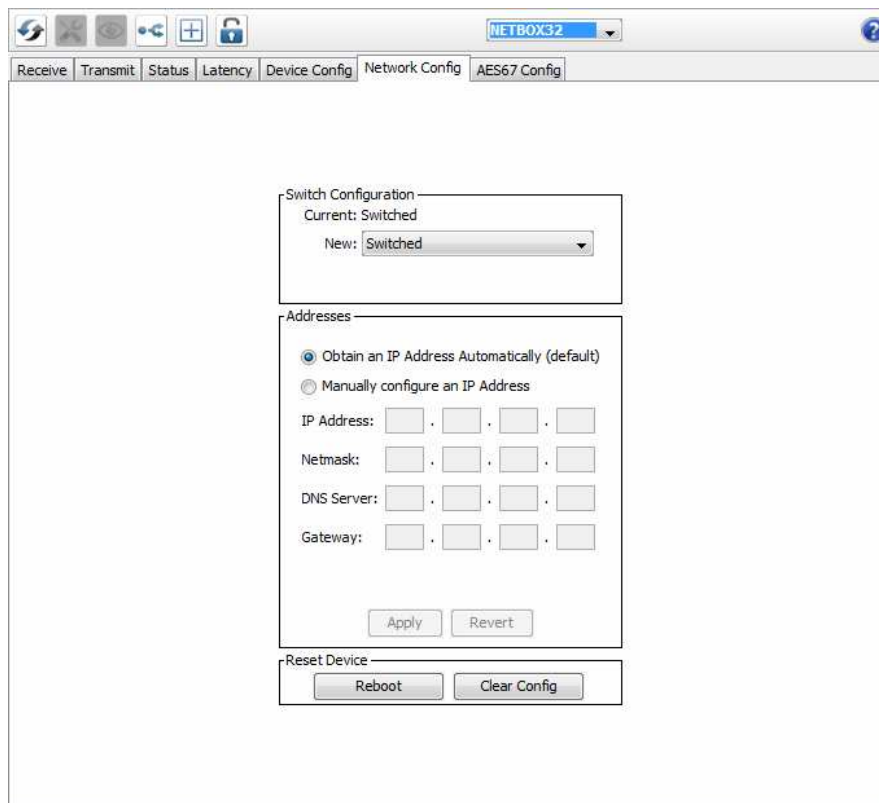 NETBOX32
?
Receive Transmit Status Latency Device Config Network Config AES67 Config
Switch Configuration
Current: Switched
New: Switched
Addresses
Obtain an IP Address Automatically (default)
Manually configure an IP Address
IP Address: . . .
Netmask: . . .
DNS Server: . . .
Gateway: . . .
Apply Revert
Reset Device
Reboot Clear Config